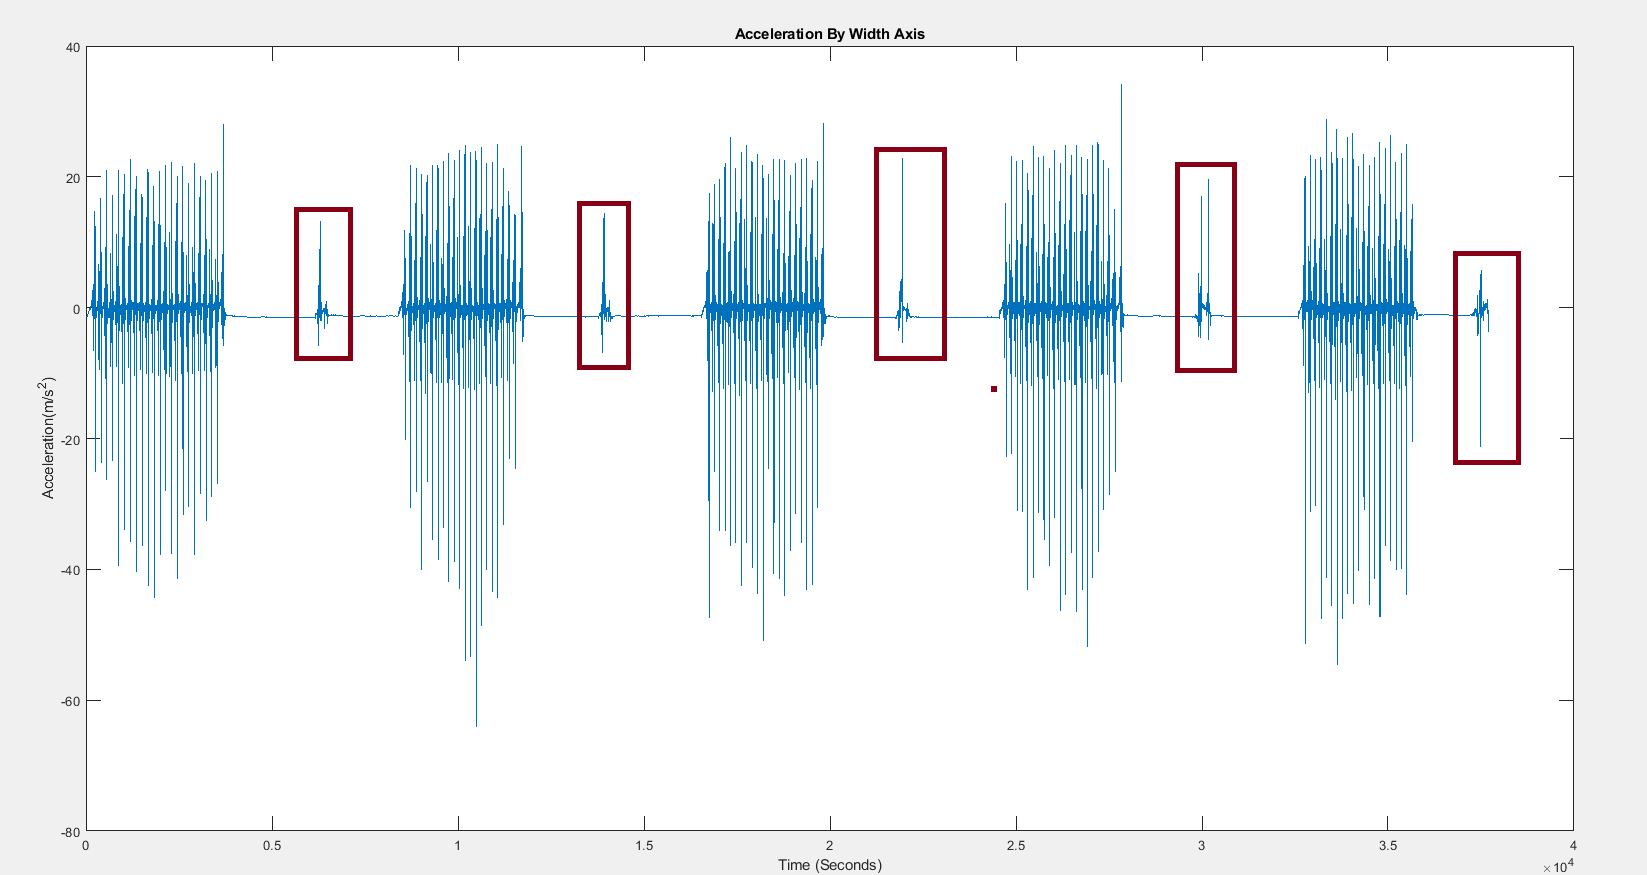 Acceleration By Width Axis
40
20
0
-20
-40
-60
-80
Acceleration(m/s²)
0 0.5 1 1.5 2 2.5 3 3.5 4
Time (Seconds)
×10⁴